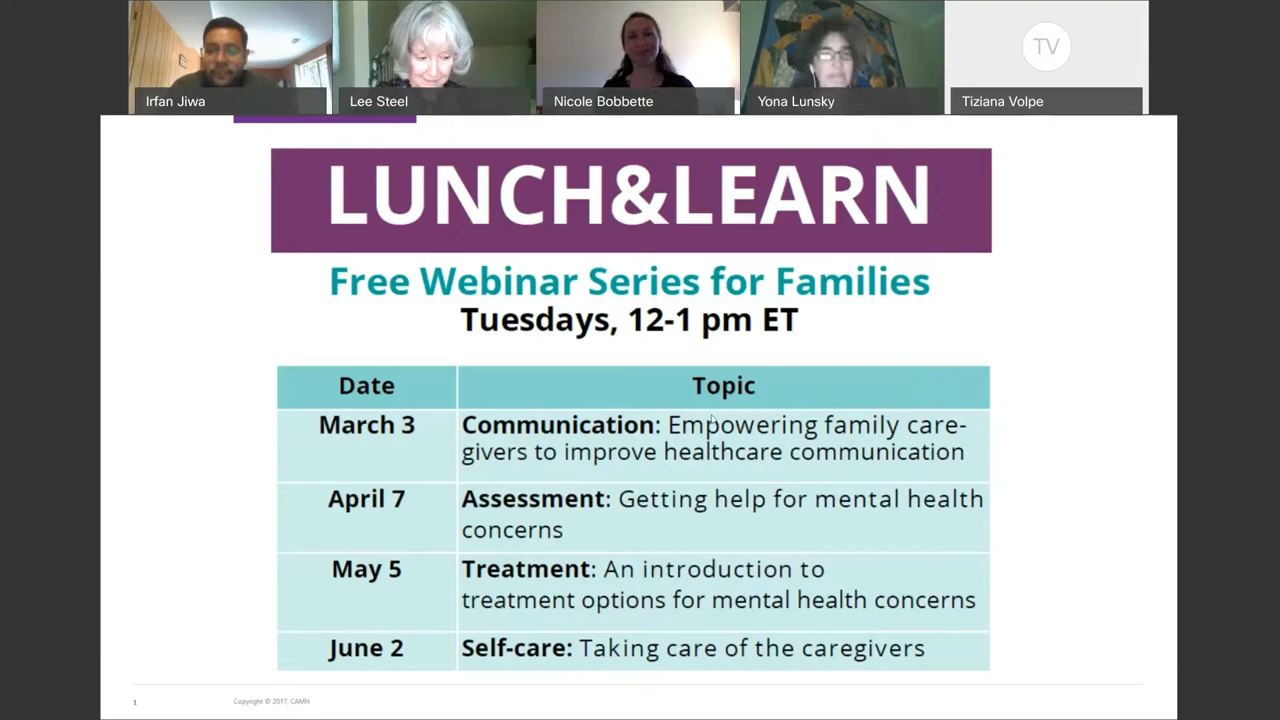 Irfan Jiwa
Lee Steel
Nicole Bobbette
Yona Lunsky
TV
Tiziana Volpe
LUNCH&LEARN
Free Webinar Series for Families
Tuesdays, 12-1 pm ET
Date
Topic
March 3
Communication: Empowering family care-
givers to improve healthcare communication
April 7
Assessment: Getting help for mental health
concerns
May 5
Treatment: An introduction to
treatment options for mental health concerns
June 2
Self-care: Taking care of the caregivers
1
Copyright © 2017, CAMH